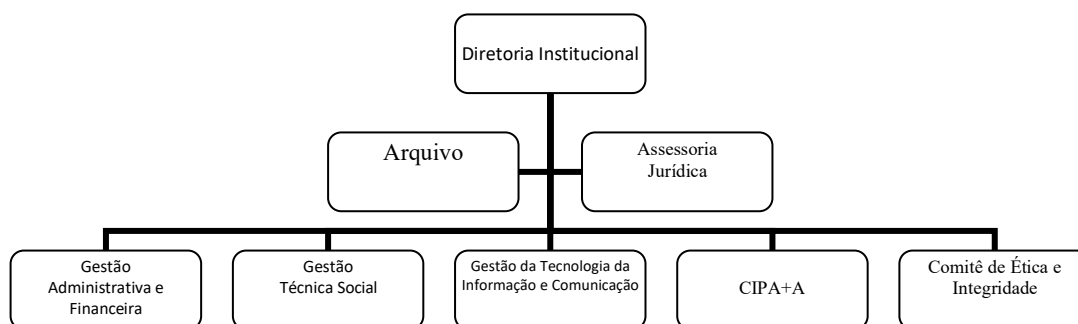 Diretoria Institucional
Arquivo
Assessoria
Jurídica
Gestão
Administrativa e
Financeira
Gestão
Técnica Social
Gestão da Tecnologia da
Informação e Comunicação
CIPA+A
Comitê de Ética e
Integridade